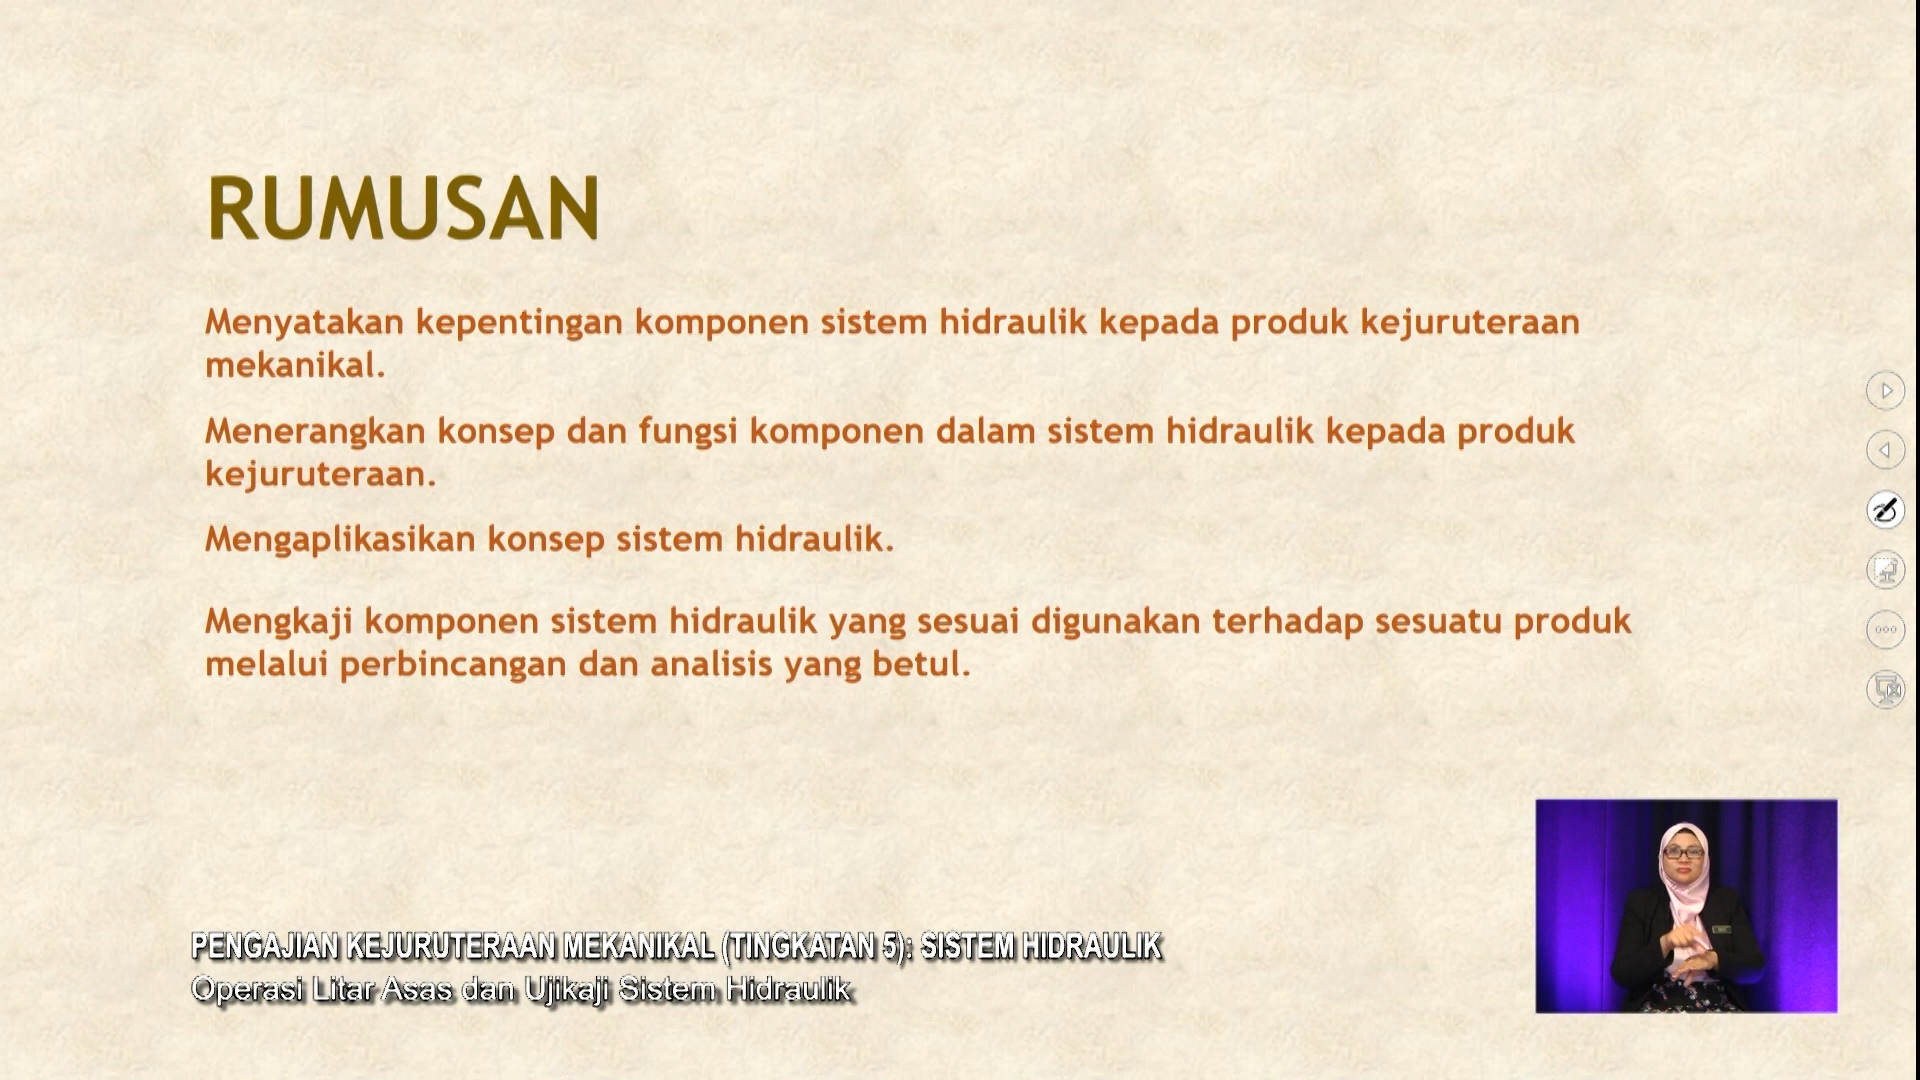 RUMUSAN
Menyatakan kepentingan komponen sistem hidraulik kepada produk kejuruteraan
mekanikal.
Menerangkan konsep dan fungsi komponen dalam sistem hidraulik kepada produk
kejuruteraan.
Mengaplikasikan konsep sistem hidraulik.
Mengkaji komponen sistem hidraulik yang sesuai digunakan terhadap sesuatu produk
melalui perbincangan dan analisis yang betul.
PENGAJIAN KEJURUTERAAN MEKANIKAL (TINGKATAN 5): SISTEM HIDRAULIK
Operasi Litar Asas dan Ujikaji Sistem Hidraulik